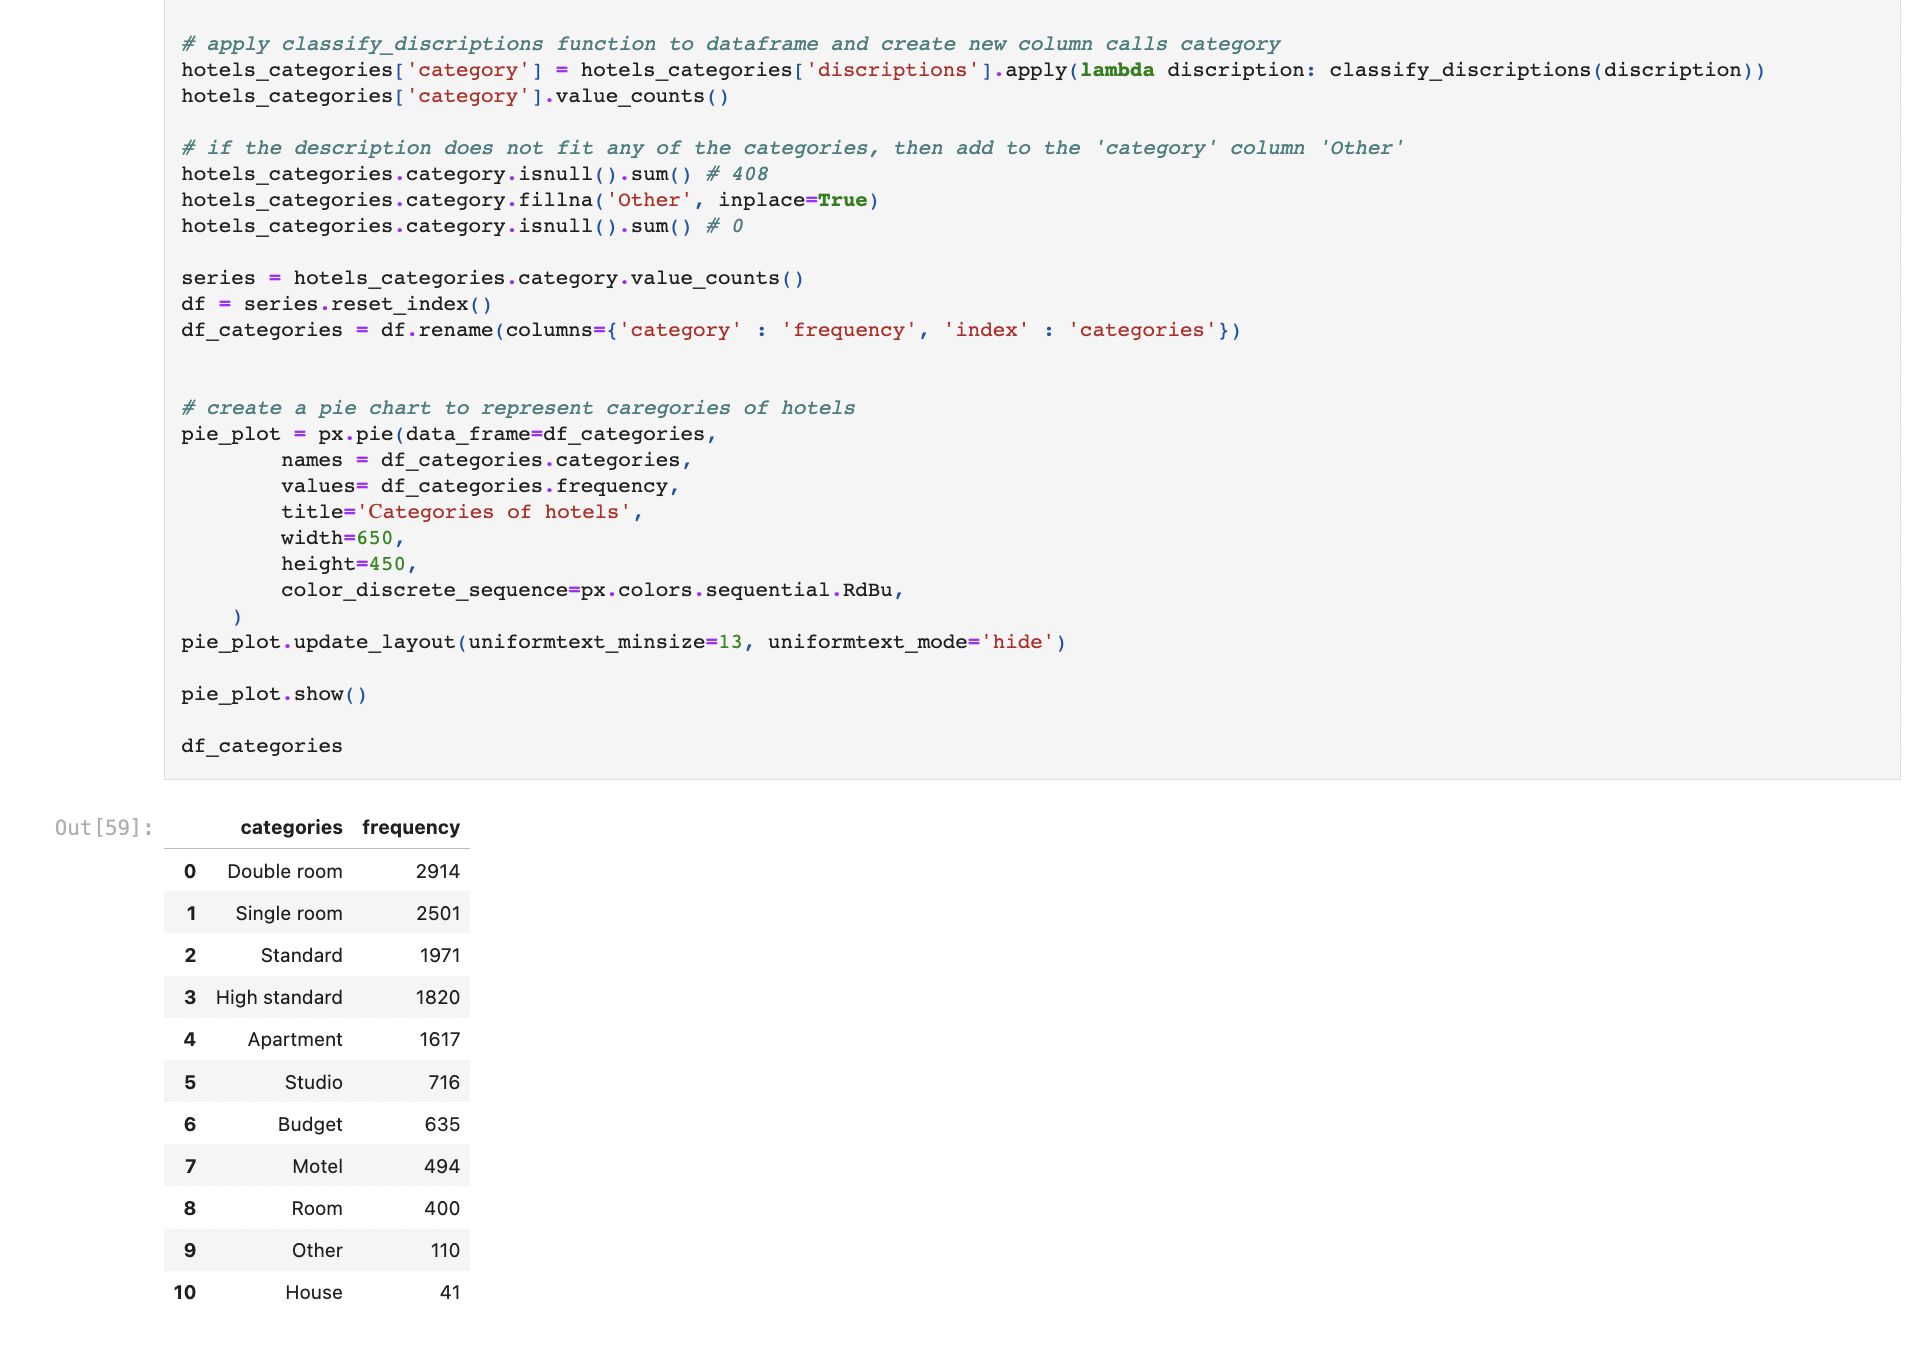 # apply classify_discriptions function to dataframe and create new column calls category
hotels_categories['category'] = hotels_categories['discriptions'].apply(lambda discription: classify_discriptions(discription))
hotels_categories['category'].value_counts()
# if the description does not fit any of the categories, then add to the 'category' column 'Other'
hotels_categories.category.isnull().sum() # 408
hotels_categories.category.fillna('Other', inplace=True)
hotels_categories.category.isnull().sum() # 0
series = hotels_categories.category.value_counts()
df = series.reset_index()
df_categories = df.rename(columns={'category' : 'frequency', 'index' : 'categories'})
# create a pie chart to represent caregories of hotels
pie_plot = px.pie(data_frame=df_categories,
names = df_categories.categories,
values= df_categories.frequency,
title='Categories of hotels',
width=650,
height=450,
color_discrete_sequence=px.colors.sequential.RdBu,
)
pie_plot.update_layout(uniformtext_minsize=13, uniformtext_mode='hide')
pie_plot.show()
df_categories
Out[59]: categories frequency
0 Double room 2914
1 Single room 2501
2 Standard 1971
3 High standard 1820
4 Apartment 1617
5 Studio 716
6 Budget 635
7 Motel 494
8 Room 400
9 Other 110
10 House 41